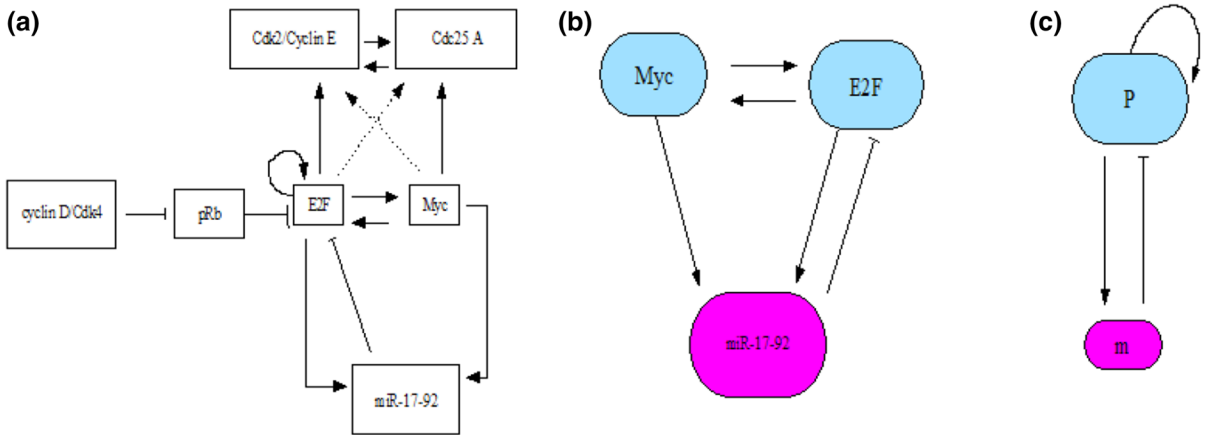 (a)
Cdk2/Cyclin E
Cdc25 A
cyclin D/Cdk4
pRb
E2F
Myc
miR-17-92
(b)
Myc
E2F
miR-17-92
(c)
P
m